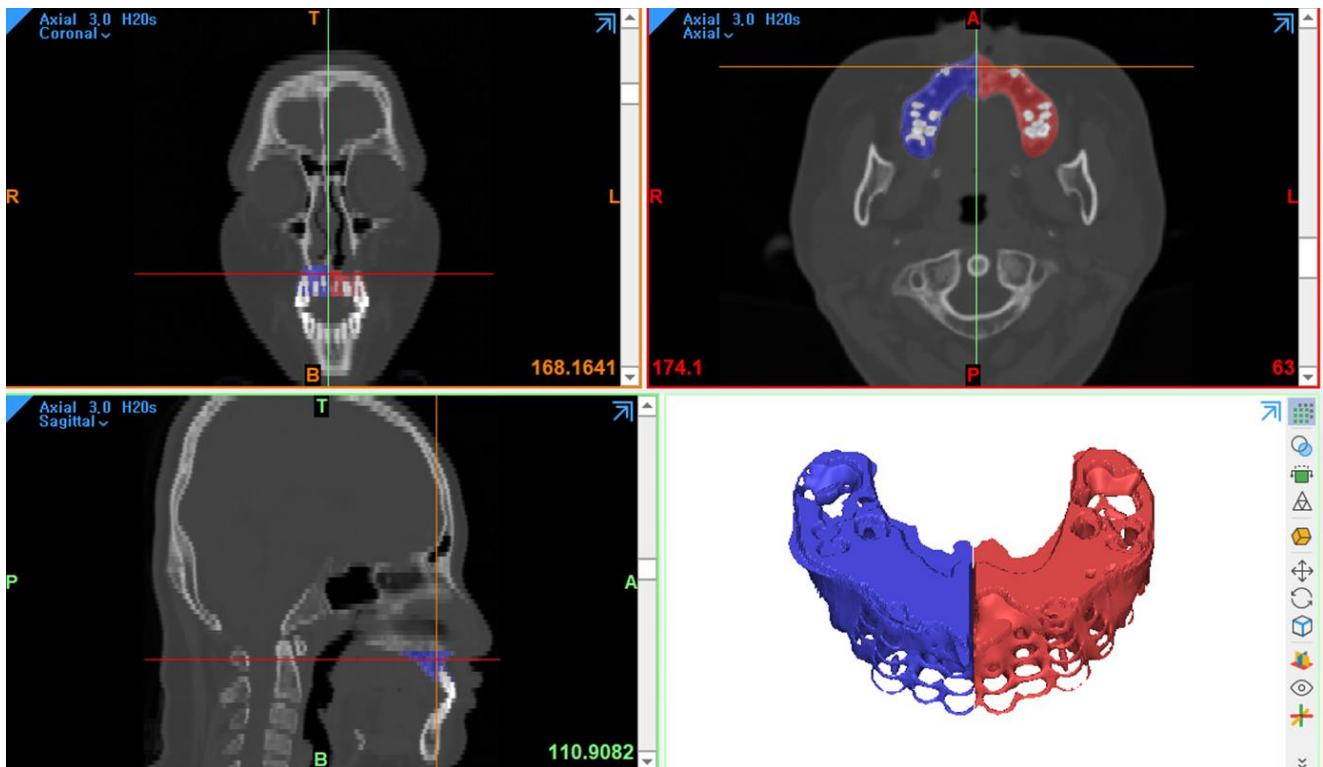 Axial 3.0 H20s
Coronal
T
R
L
B
168.1641
Axial 3.0 H20s
Axial
A
R
L
174.1
P
63
Axial 3.0 H20s
Sagittal
T
P
A
B
110.9082